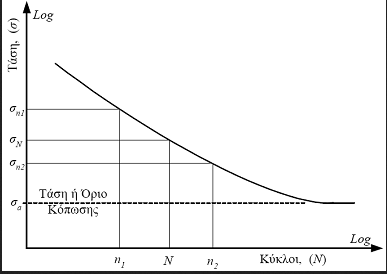 Log
Τάση, (σ)
σn1
σN
σn2
Τάση ή Όριο
Κόπωσης
σa
Log
n1
N
n2
Κύκλοι, (N)